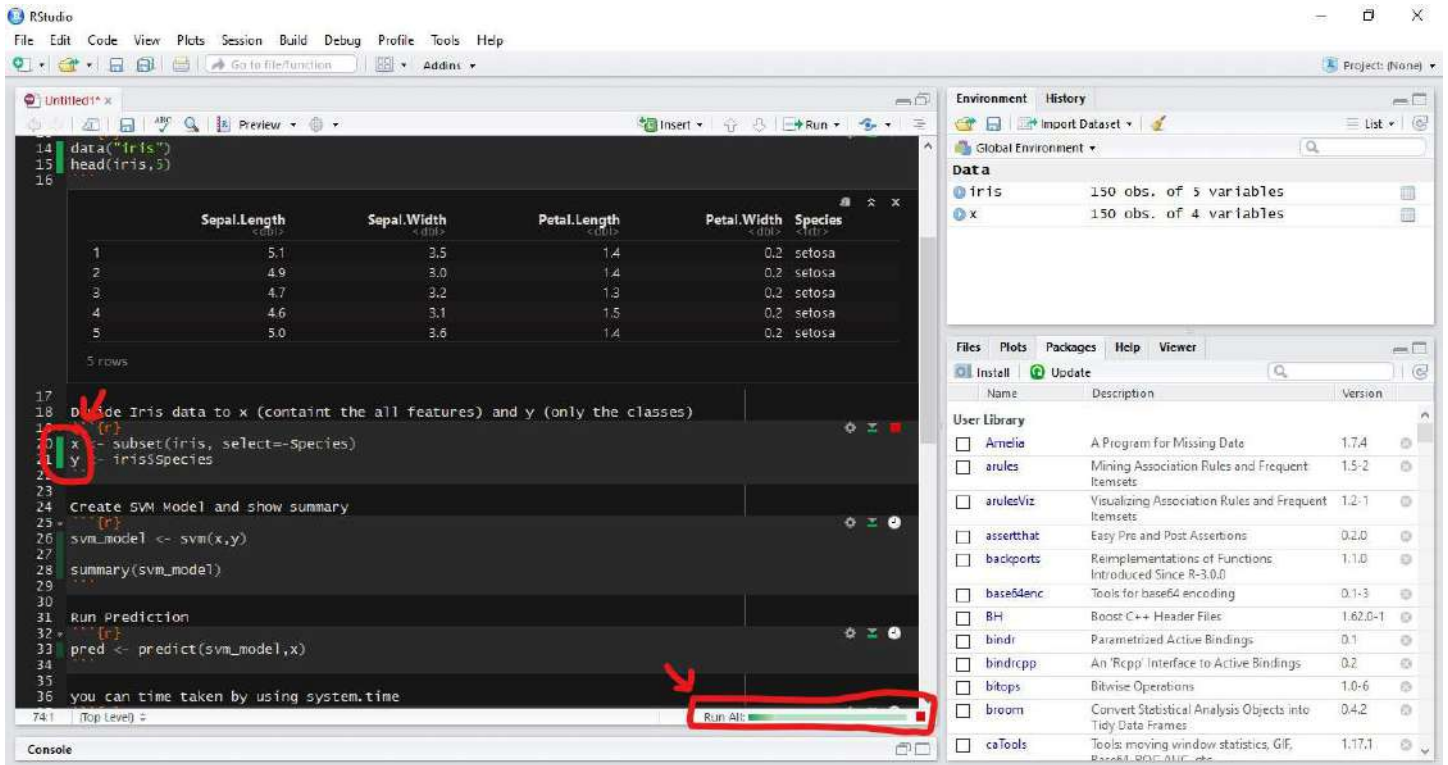 RStudio
File Edit Code View Plots Session Build Debug Profile Tools Help
Go to file/function Addins Project: (None)
Untitled1* x
ABC Preview Insert Run
14 data("iris")
15 head(iris,5)
16 ```
Sepal.Length Sepal.Width Petal.Length Petal.Width Species
<dbl> <dbl> <dbl> <dbl> <fctr>
1 5.1 3.5 1.4 0.2 setosa
2 4.9 3.0 1.4 0.2 setosa
3 4.7 3.2 1.3 0.2 setosa
4 4.6 3.1 1.5 0.2 setosa
5 5.0 3.6 1.4 0.2 setosa
5 rows
17
18 Divide Iris data to x (containt the all features) and y (only the classes)
19 ```{r}
20 x <- subset(iris, select=-Species)
21 y <- iris$Species
22 ```
23
24 Create SVM Model and show summary
25 ```{r}
26 svm_model <- svm(x,y)
27
28 summary(svm_model)
29 ```
30
31 Run Prediction
32 ```{r}
33 pred <- predict(svm_model,x)
34 ```
35
36 you can time taken by using system.time
74:1 (Top Level) Run All:
Console
Environment History
Import Dataset List
Global Environment
Data
iris 150 obs. of 5 variables
x 150 obs. of 4 variables
Files Plots Packages Help Viewer
Install Update
Name Description Version
User Library
Amelia A Program for Missing Data 1.7.4
arules Mining Association Rules and Frequent Itemsets 1.5-2
arulesViz Visualizing Association Rules and Frequent Itemsets 1.2-1
assertthat Easy Pre and Post Assertions 0.2.0
backports Reimplementations of Functions Introduced Since R-3.0.0 1.1.0
base64enc Tools for base64 encoding 0.1-3
BH Boost C++ Header Files 1.62.0-1
bindr Parametrized Active Bindings 0.1
bindrcpp An 'Rcpp' Interface to Active Bindings 0.2
bitops Bitwise Operations 1.0-6
broom Convert Statistical Analysis Objects into Tidy Data Frames 0.4.2
caTools Tools: moving window statistics, GIF, 1.17.1